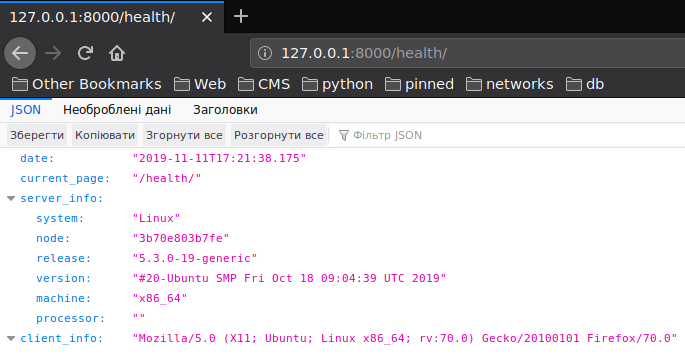 127.0.0.1:8000/health/
127.0.0.1:8000/health/
Other Bookmarks Web CMS python pinned networks db
JSON Необроблені дані Заголовки
Зберегти Копіювати Згорнути все Розгорнути все Фільтр JSON
date: "2019-11-11T17:21:38.175"
current_page: "/health/"
server_info:
system: "Linux"
node: "3b70e803b7fe"
release: "5.3.0-19-generic"
version: "#20-Ubuntu SMP Fri Oct 18 09:04:39 UTC 2019"
machine: "x86_64"
processor: ""
client_info: "Mozilla/5.0 (X11; Ubuntu; Linux x86_64; rv:70.0) Gecko/20100101 Firefox/70.0"